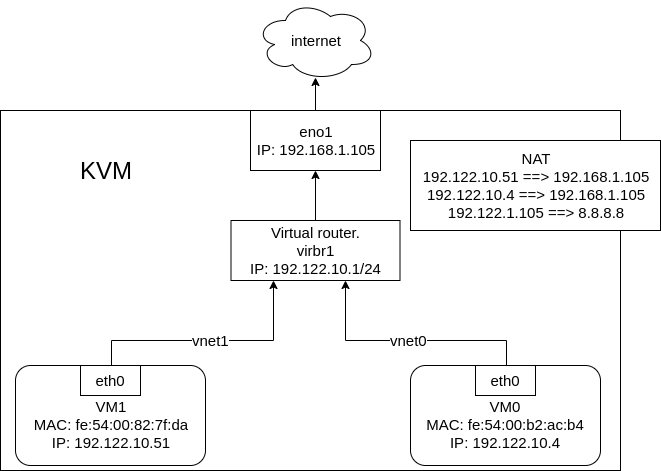 internet
eno1
IP: 192.168.1.105
KVM
NAT
192.122.10.51 ==> 192.168.1.105
192.122.10.4 ==> 192.168.1.105
192.122.1.105 ==> 8.8.8.8
Virtual router.
virbr1
IP: 192.122.10.1/24
vnet1
vnet0
eth0
VM1
MAC: fe:54:00:82:7f:da
IP: 192.122.10.51
eth0
VM0
MAC: fe:54:00:b2:ac:b4
IP: 192.122.10.4